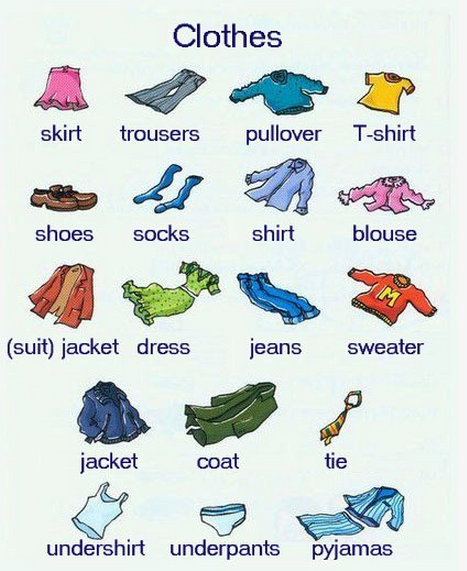 Clothes
skirt trousers pullover T-shirt
shoes socks shirt blouse
(suit) jacket dress jeans sweater
M
jacket coat tie
undershirt underpants pyjamas